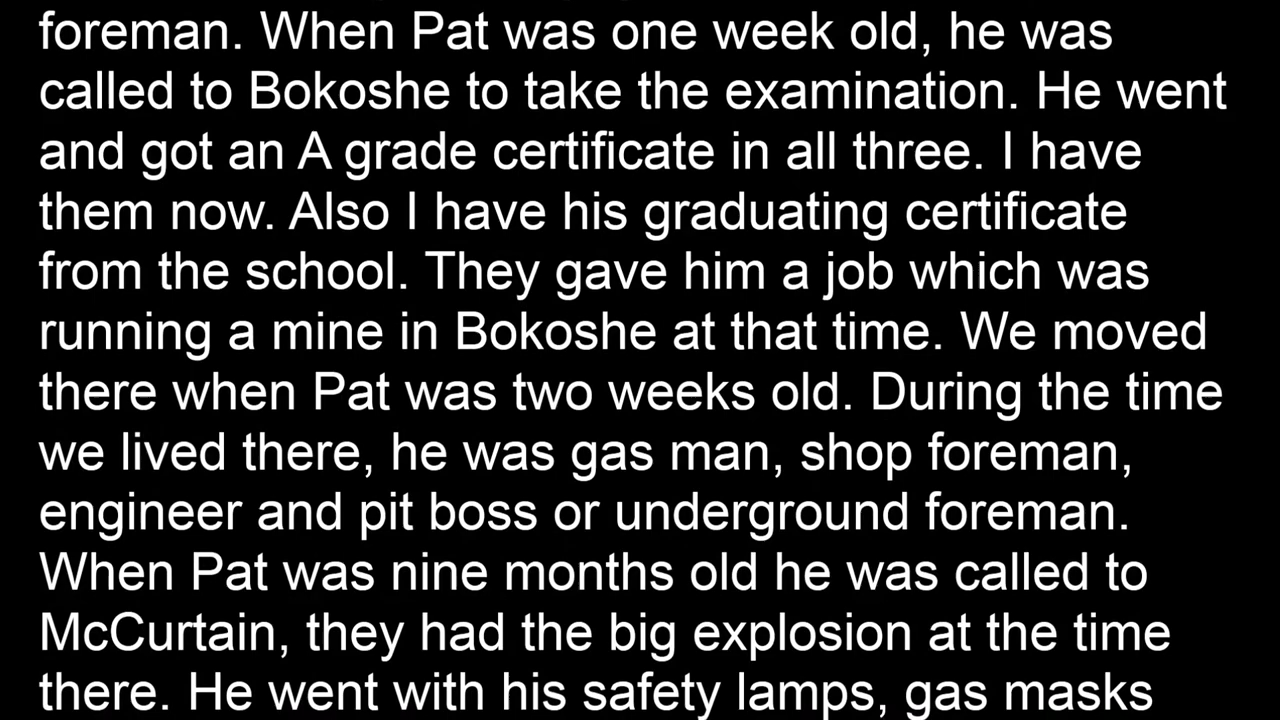 foreman. When Pat was one week old, he was
called to Bokoshe to take the examination. He went
and got an A grade certificate in all three. I have
them now. Also I have his graduating certificate
from the school. They gave him a job which was
running a mine in Bokoshe at that time. We moved
there when Pat was two weeks old. During the time
we lived there, he was gas man, shop foreman,
engineer and pit boss or underground foreman.
When Pat was nine months old he was called to
McCurtain, they had the big explosion at the time
there. He went with his safety lamps, gas masks